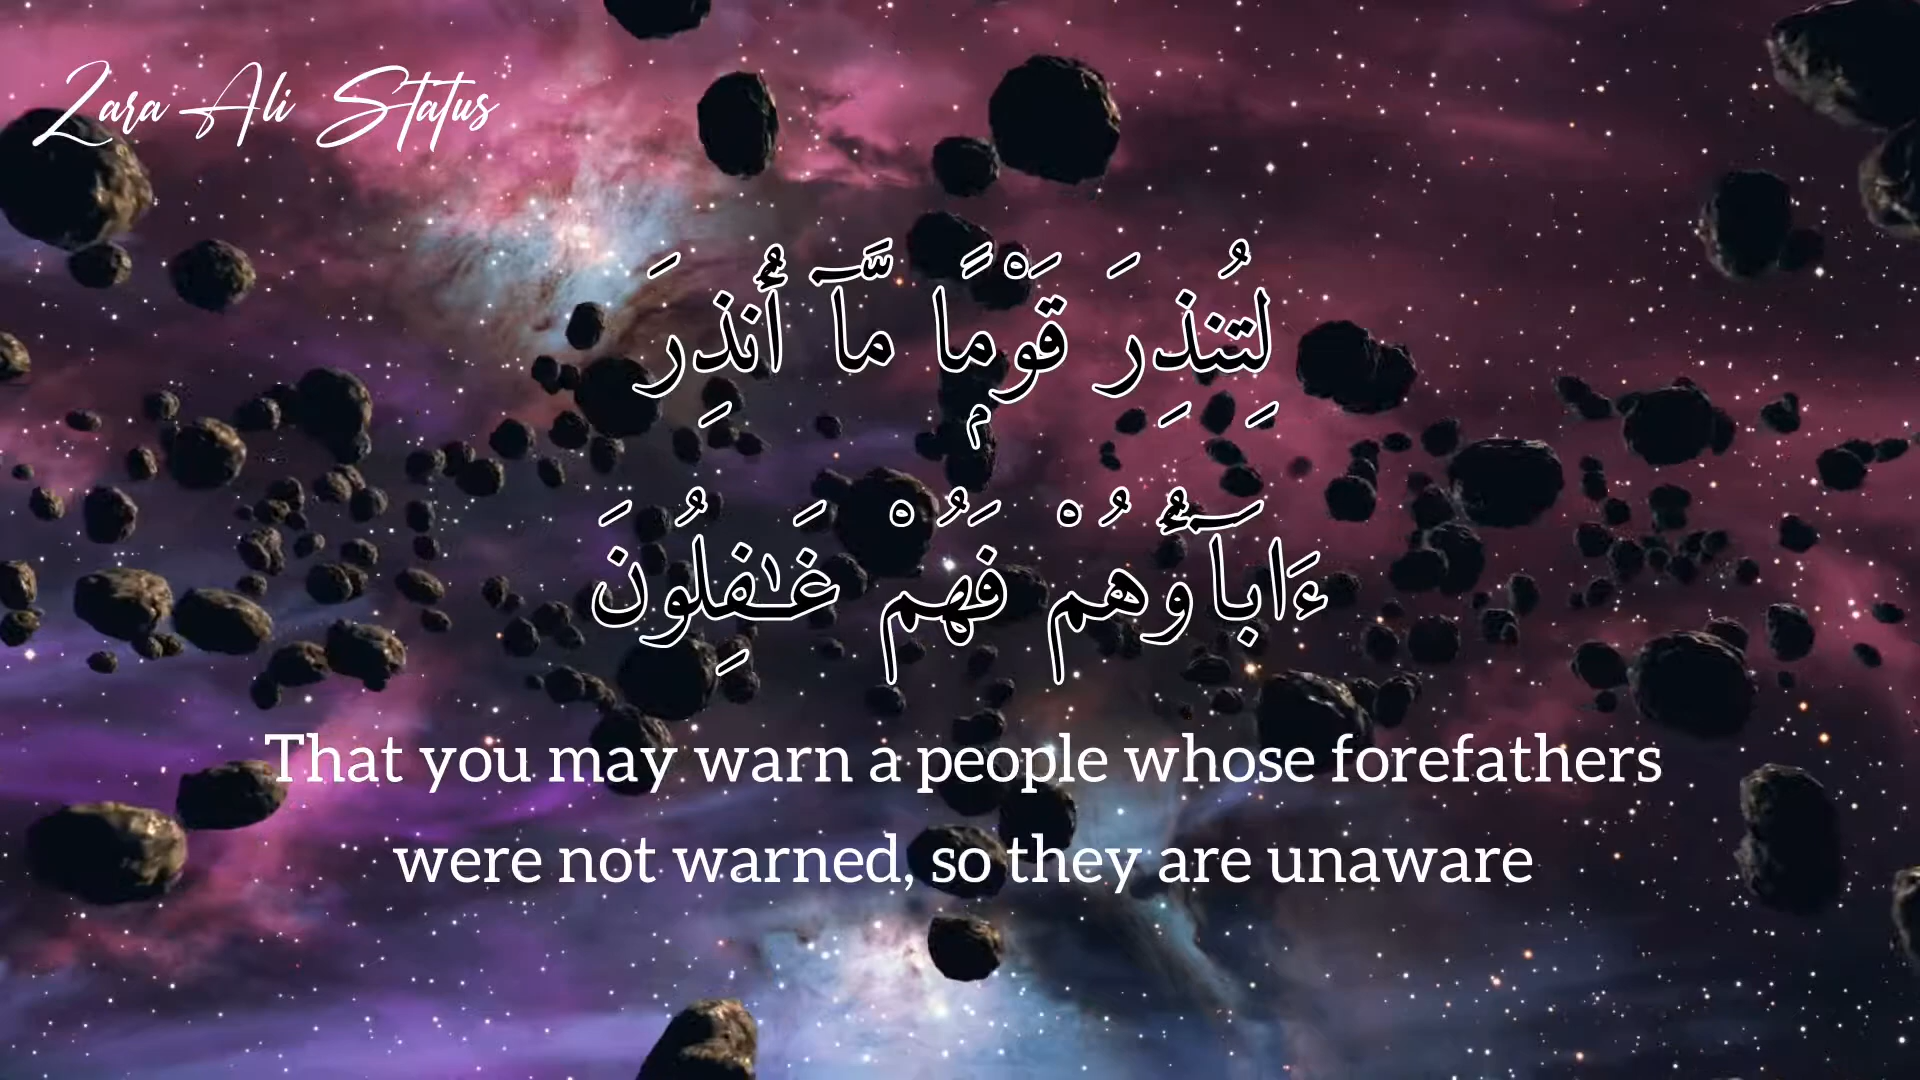 Zara Ali Status
لِتُنذِرَ قَوْمًۭا مَّآ أُنذِرَ
ءَابَآؤُهُمْ فَهُمْ غَـٰفِلُونَ
That you may warn a people whose forefathers
were not warned, so they are unaware